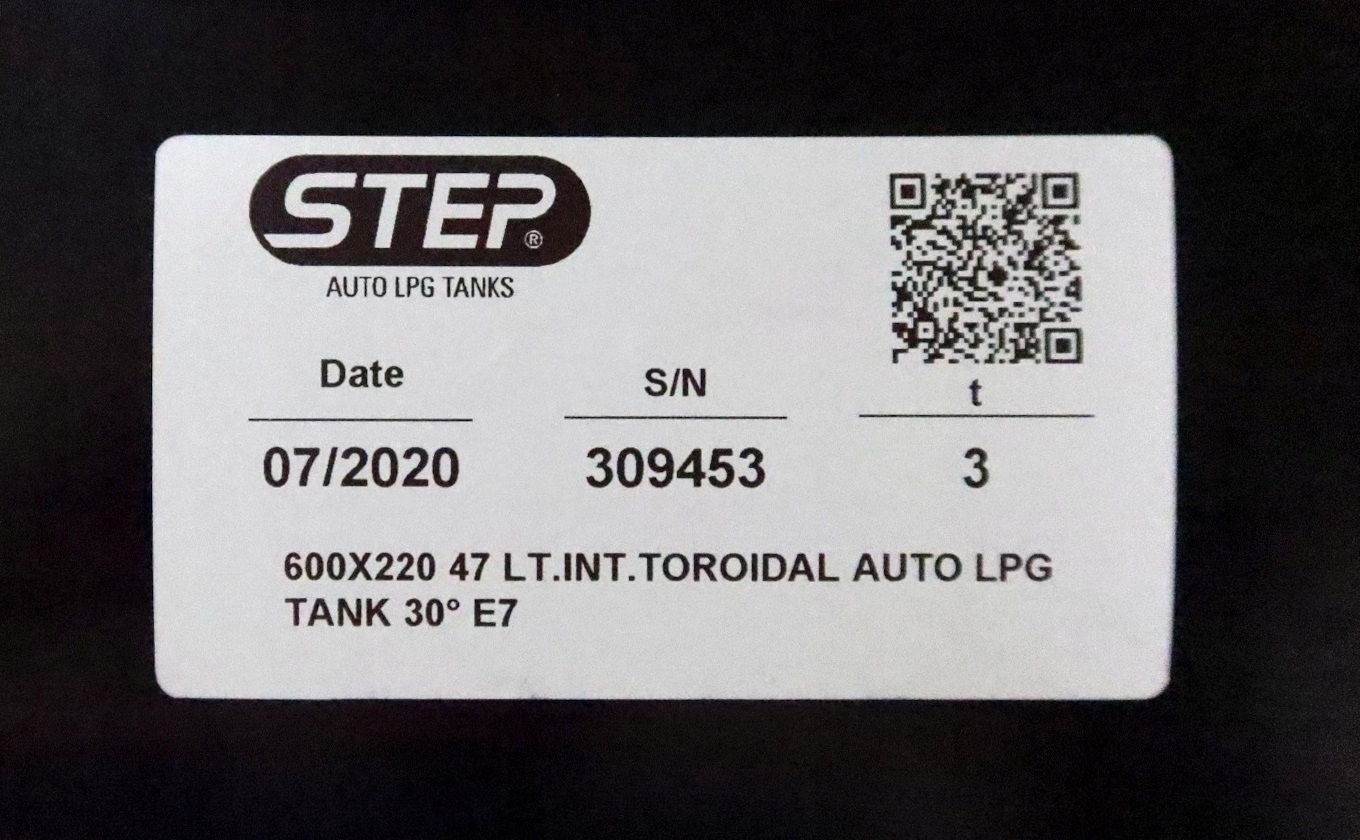 STEP®
AUTO LPG TANKS
Date
S/N
t
07/2020
309453
3
600X220 47 LT.INT.TOROIDAL AUTO LPG
TANK 30° E7